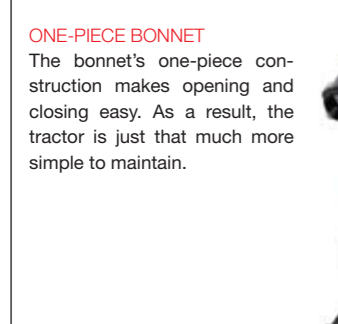 ONE-PIECE BONNET
The bonnet's one-piece con-
struction makes opening and
closing easy. As a result, the
tractor is just that much more
simple to maintain.